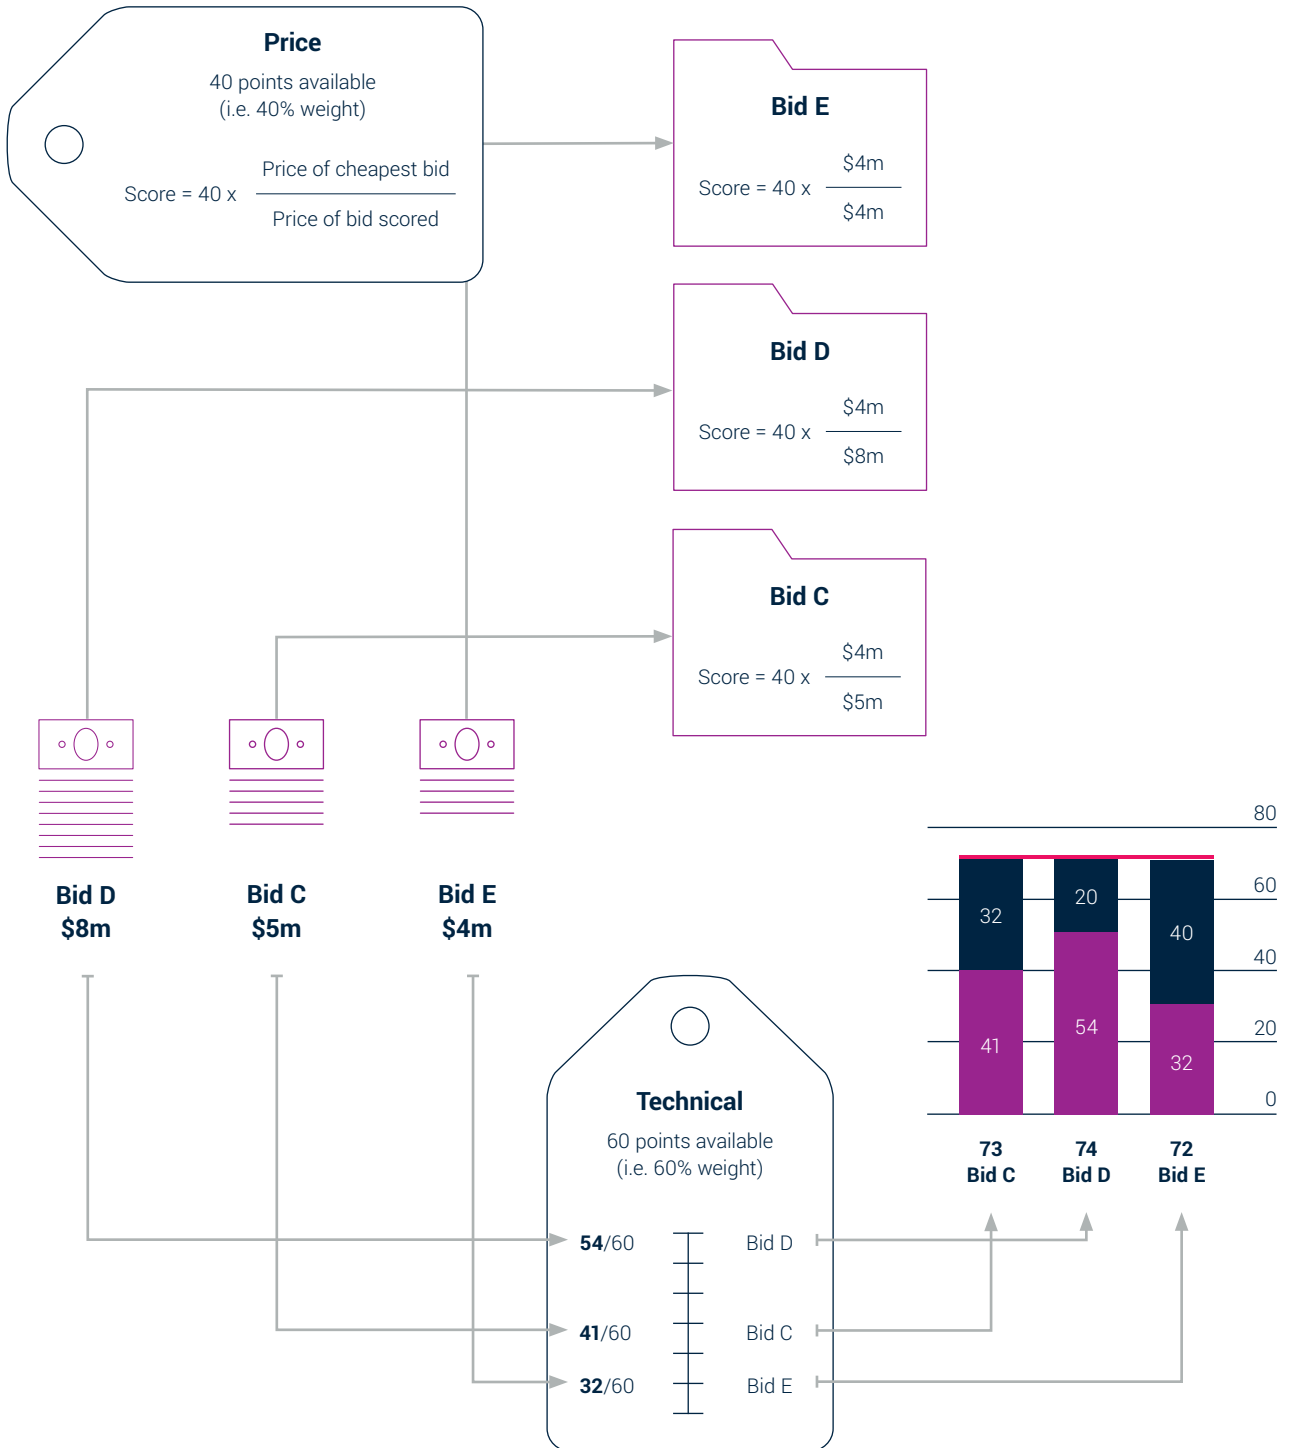 Price
40 points available
(i.e. 40% weight)
Score = 40 x
Price of cheapest bid
Price of bid scored
Bid E
Score = 40 x
$4m
$4m
Bid D
Score = 40 x
$4m
$8m
Bid C
Score = 40 x
$4m
$5m
Bid D
$8m
Bid C
$5m
Bid E
$4m
80
60
40
20
0
32
41
20
54
40
32
73
Bid C
74
Bid D
72
Bid E
Technical
60 points available
(i.e. 60% weight)
54/60
Bid D
41/60
Bid C
32/60
Bid E